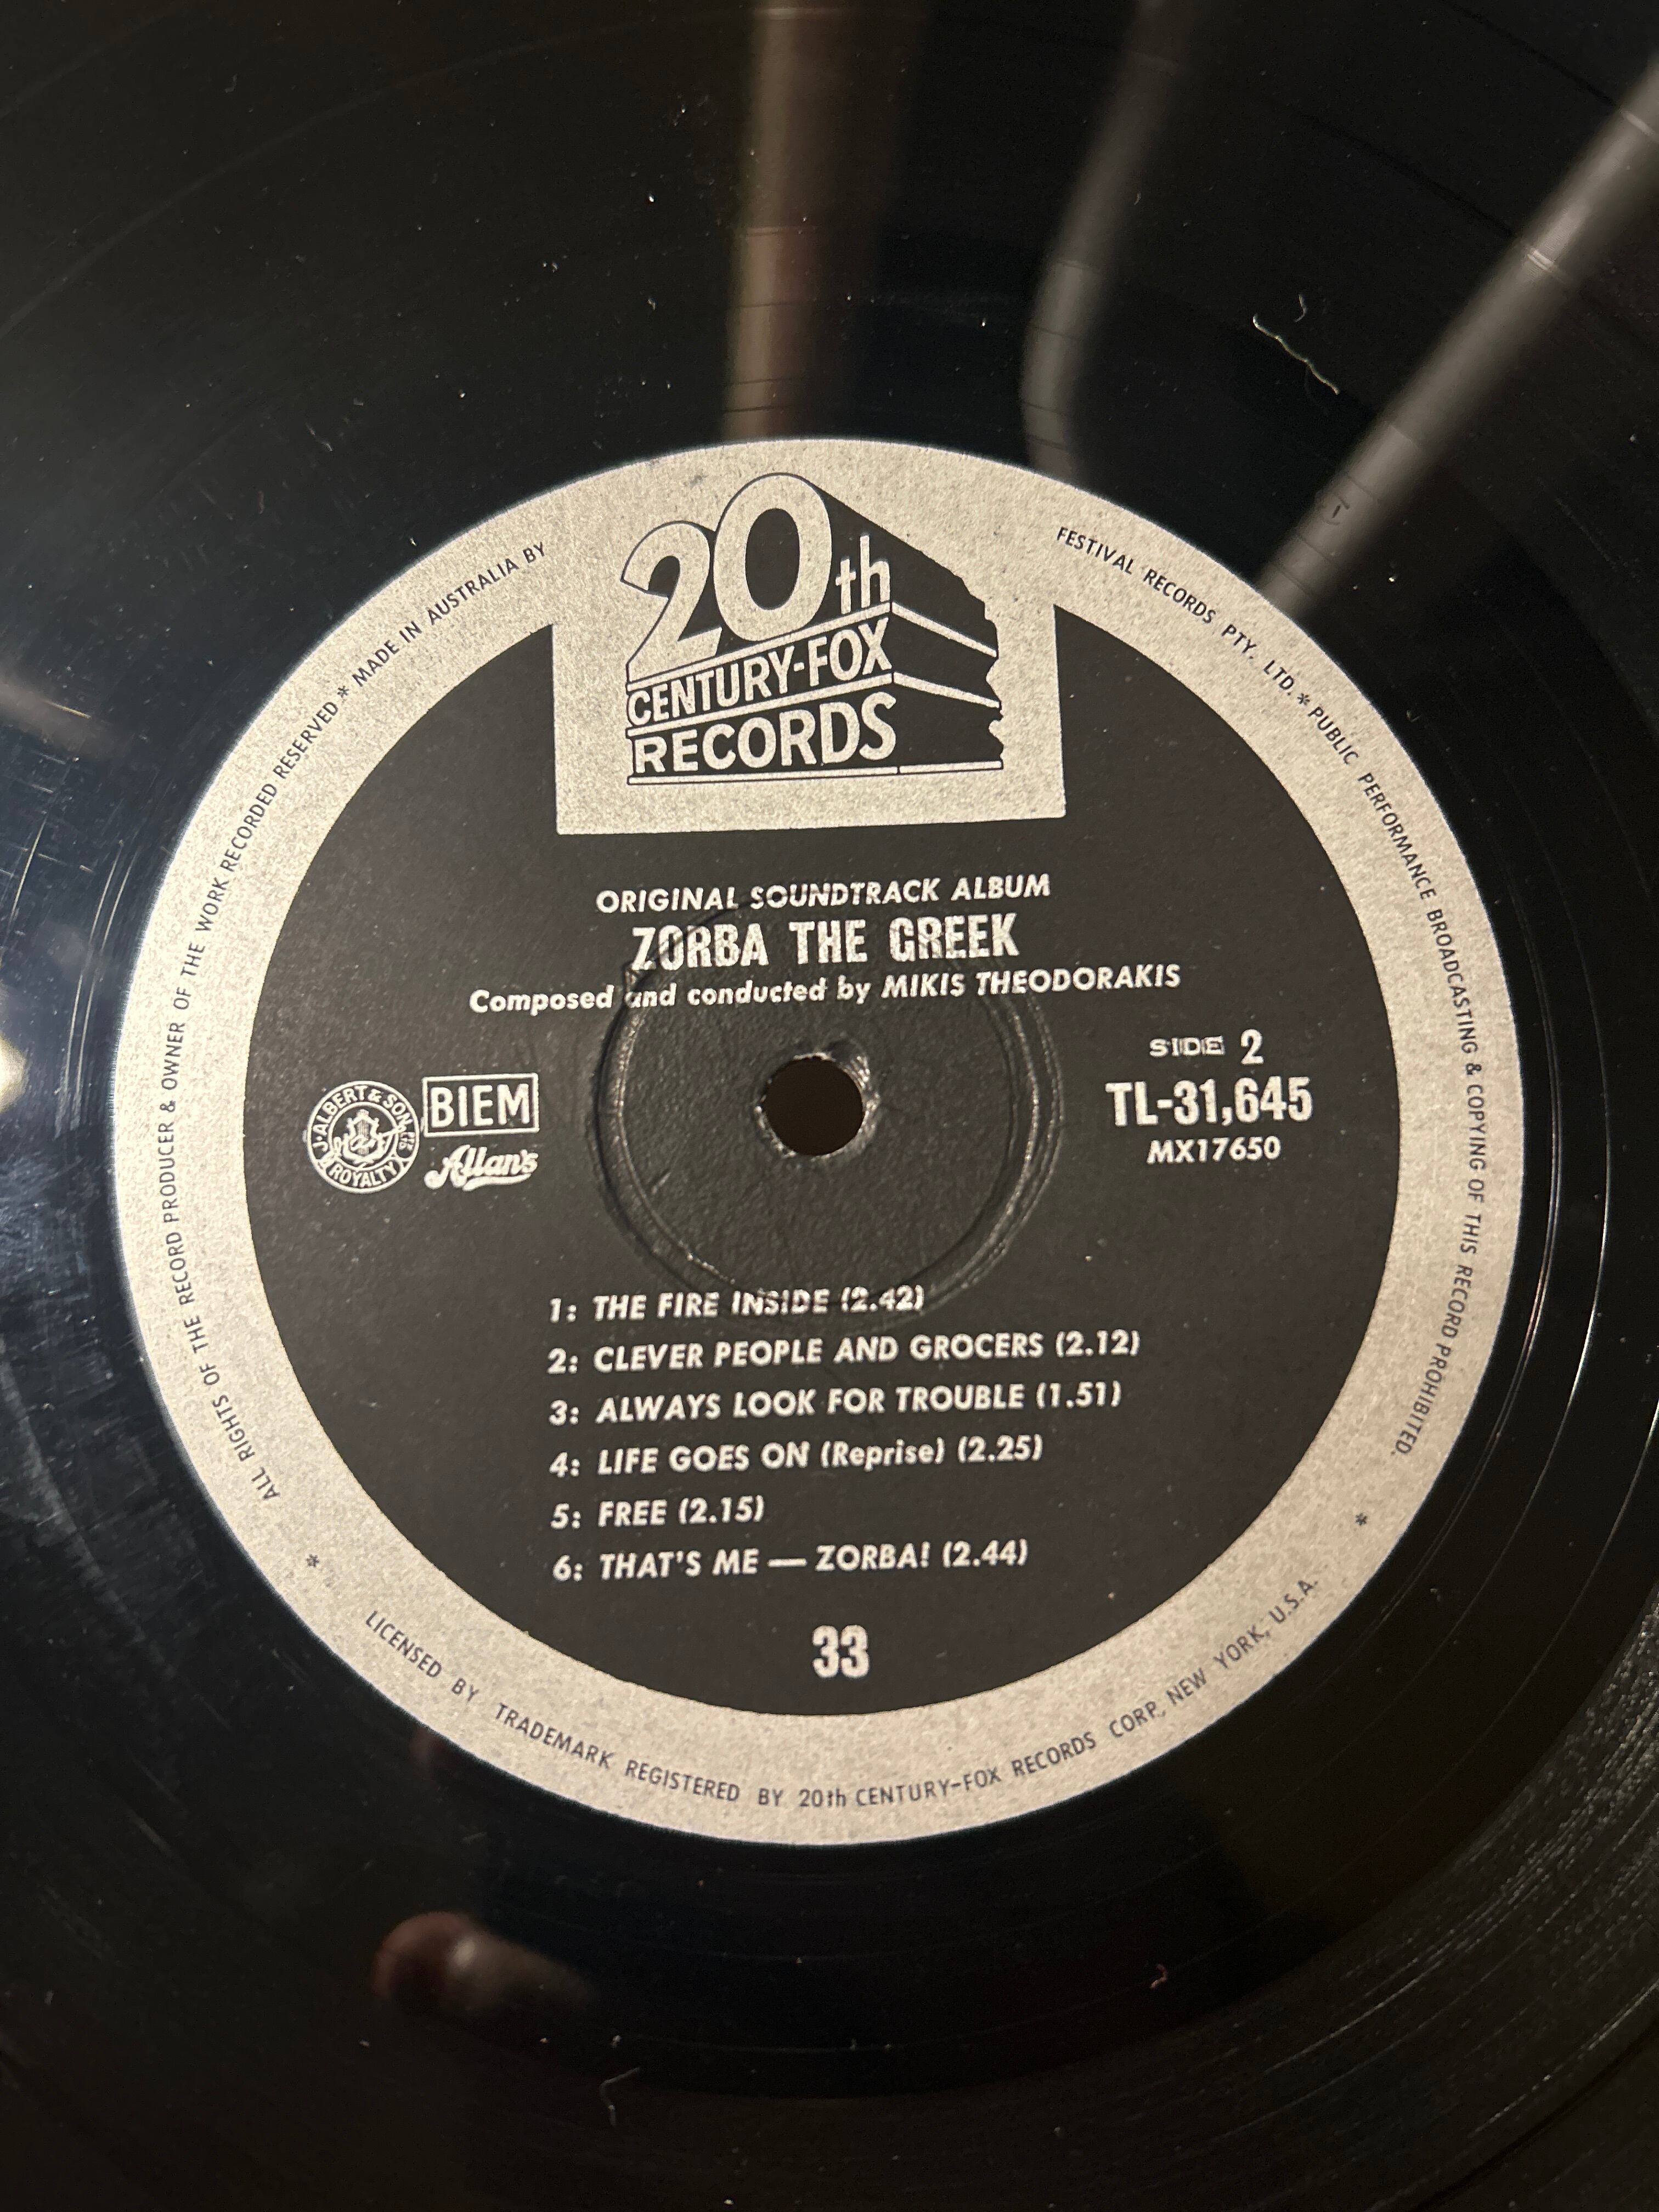 20th
CENTURY-FOX
RECORDS
ALL RIGHTS OF THE RECORD PRODUCER & OWNER OF THE WORK RECORDED RESERVED * MADE IN AUSTRALIA BY
FESTIVAL RECORDS PTY. LTD. * PUBLIC PERFORMANCE BROADCASTING & COPYING OF THIS RECORD PROHIBITED.
ORIGINAL SOUNDTRACK ALBUM
ZORBA THE GREEK
Composed and conducted by MIKIS THEODORAKIS
SIDE 2
TL-31,645
MX17650
J. ALBERT & SON
ROYALTY
BIEM
Allan's
1: THE FIRE INSIDE (2.42)
2: CLEVER PEOPLE AND GROCERS (2.12)
3: ALWAYS LOOK FOR TROUBLE (1.51)
4: LIFE GOES ON (Reprise) (2.25)
5: FREE (2.15)
6: THAT'S ME — ZORBA! (2.44)
33
* LICENSED BY TRADEMARK REGISTERED BY 20th CENTURY-FOX RECORDS CORP., NEW YORK, U.S.A. *